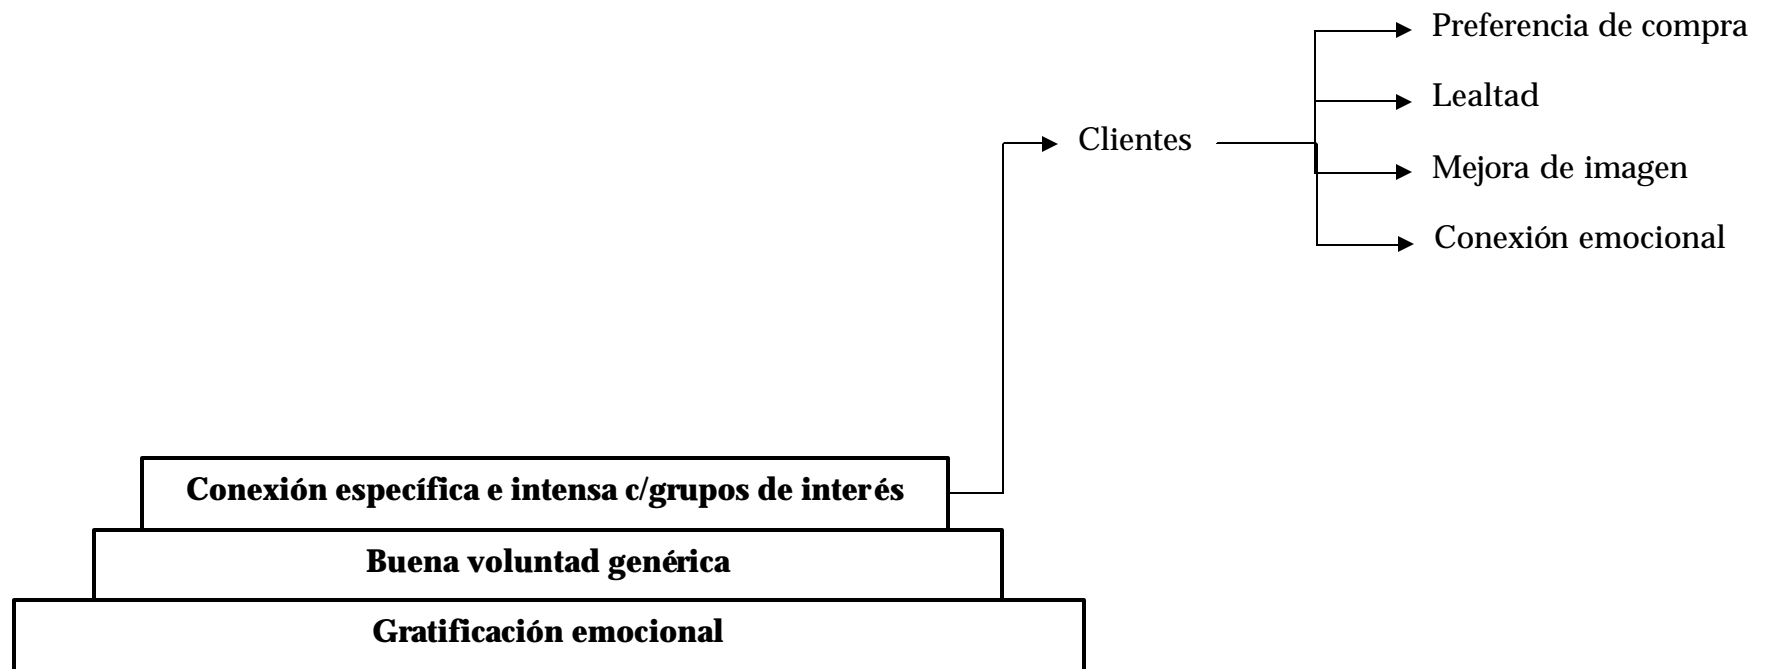 Preferencia de compra
Lealtad
Clientes
Mejora de imagen
Conexión emocional
Conexión específica e intensa c/grupos de interés
Buena voluntad genérica
Gratificación emocional